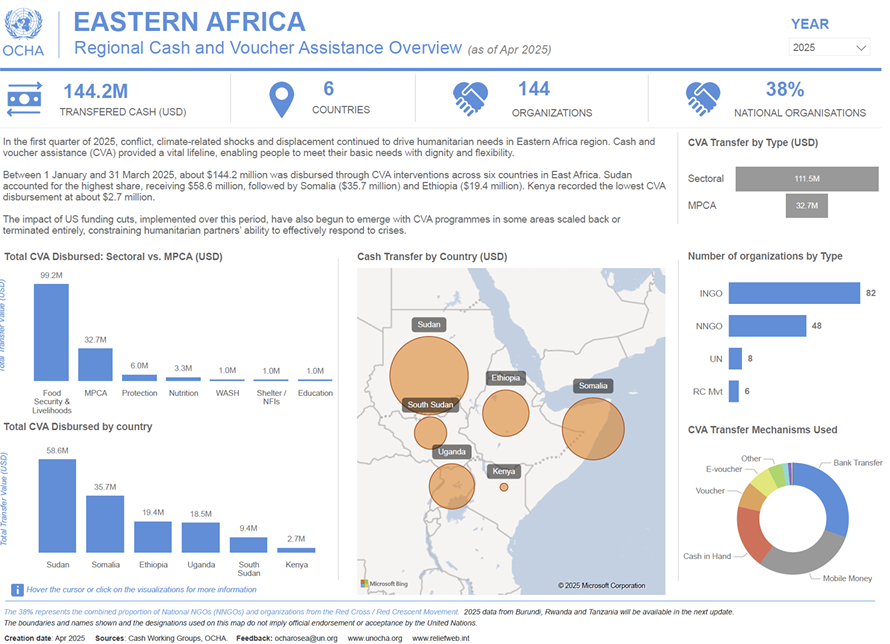 OCHA
EASTERN AFRICA
Regional Cash and Voucher Assistance Overview (as of Apr 2025)
YEAR
2025
144.2M
TRANSFERED CASH (USD)
6
COUNTRIES
144
ORGANIZATIONS
38%
NATIONAL ORGANISATIONS
In the first quarter of 2025, conflict, climate-related shocks and displacement continued to drive humanitarian needs in Eastern Africa region. Cash and
voucher assistance (CVA) provided a vital lifeline, enabling people to meet their basic needs with dignity and flexibility.
Between 1 January and 31 March 2025, about $144.2 million was disbursed through CVA interventions across six countries in East Africa. Sudan
accounted for the highest share, receiving $58.6 million, followed by Somalia ($35.7 million) and Ethiopia ($19.4 million). Kenya recorded the lowest CVA
disbursement at about $2.7 million.
The impact of US funding cuts, implemented over this period, have also begun to emerge with CVA programmes in some areas scaled back or
terminated entirely, constraining humanitarian partners' ability to effectively respond to crises.
CVA Transfer by Type (USD)
Sectoral
111.5M
MPCA
32.7M
Total CVA Disbursed: Sectoral vs. MPCA (USD)
Total Transfer Value (USD)
99.2M
32.7M
6.0M
3.3M
1.0M
1.0M
1.0M
Food
Security &
Livelihoods
MPCA
Protection
Nutrition
WASH
Shelter /
NFIs
Education
Total CVA Disbursed by country
Total Transfer Value (USD)
58.6M
35.7M
19.4M
18.5M
9.4M
2.7M
Sudan
Somalia
Ethiopia
Uganda
South
Sudan
Kenya
i Hover the cursor or click on the visualizations for more information
Cash Transfer by Country (USD)
Sudan
Ethiopia
Somalia
South Sudan
Uganda
Kenya
Microsoft Bing
© 2025 Microsoft Corporation
Number of organizations by Type
INGO
82
NNGO
48
UN
8
RC Mvt
6
CVA Transfer Mechanisms Used
Other
Bank Transfer
E-voucher
Voucher
Cash in Hand
Mobile Money
The 38% represents the combined proportion of National NGOs (NNGOs) and organizations from the Red Cross / Red Crescent Movement. 2025 data from Burundi, Rwanda and Tanzania will be available in the next update.
The boundaries and names shown and the designations used on this map do not imply official endorsement or acceptance by the United Nations.
Creation date: Apr 2025 Sources: Cash Working Groups, OCHA. Feedback: ocharosea@un.org www.unocha.org www.reliefweb.int